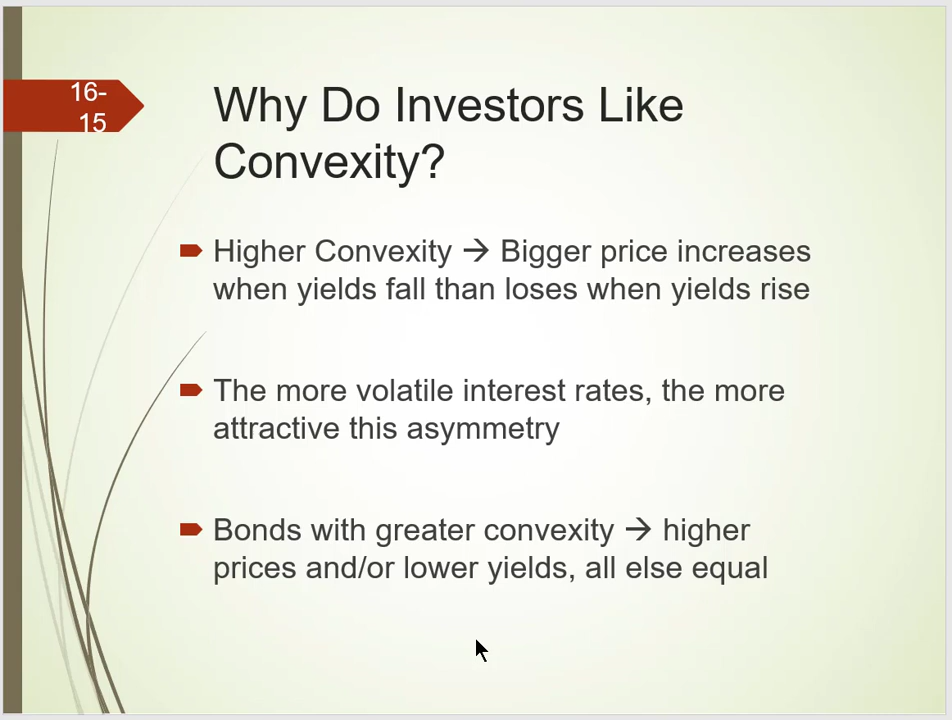 16-
15
Why Do Investors Like
Convexity?
Higher Convexity → Bigger price increases
when yields fall than loses when yields rise
The more volatile interest rates, the more
attractive this asymmetry
Bonds with greater convexity → higher
prices and/or lower yields, all else equal